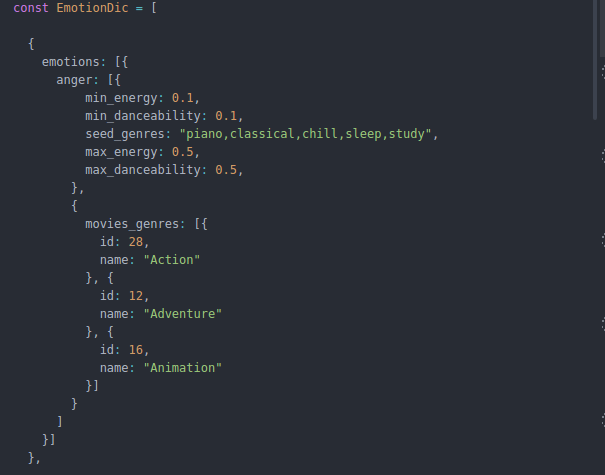 const EmotionDic = [
{
emotions: [{
anger: [{
min_energy: 0.1,
min_danceability: 0.1,
seed_genres: "piano,classical,chill,sleep,study",
max_energy: 0.5,
max_danceability: 0.5,
},
{
movies_genres: [{
id: 28,
name: "Action"
}, {
id: 12,
name: "Adventure"
}, {
id: 16,
name: "Animation"
}]
}
]
}]
},